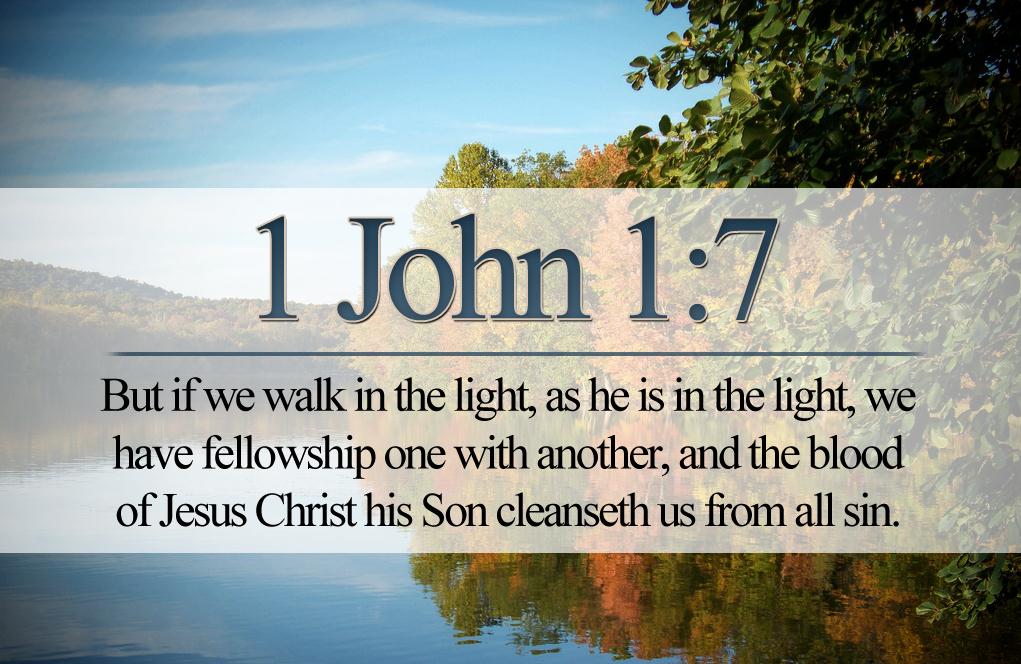 1 John 1:7
But if we walk in the light, as he is in the light, we
have fellowship one with another, and the blood
of Jesus Christ his Son cleanseth us from all sin.